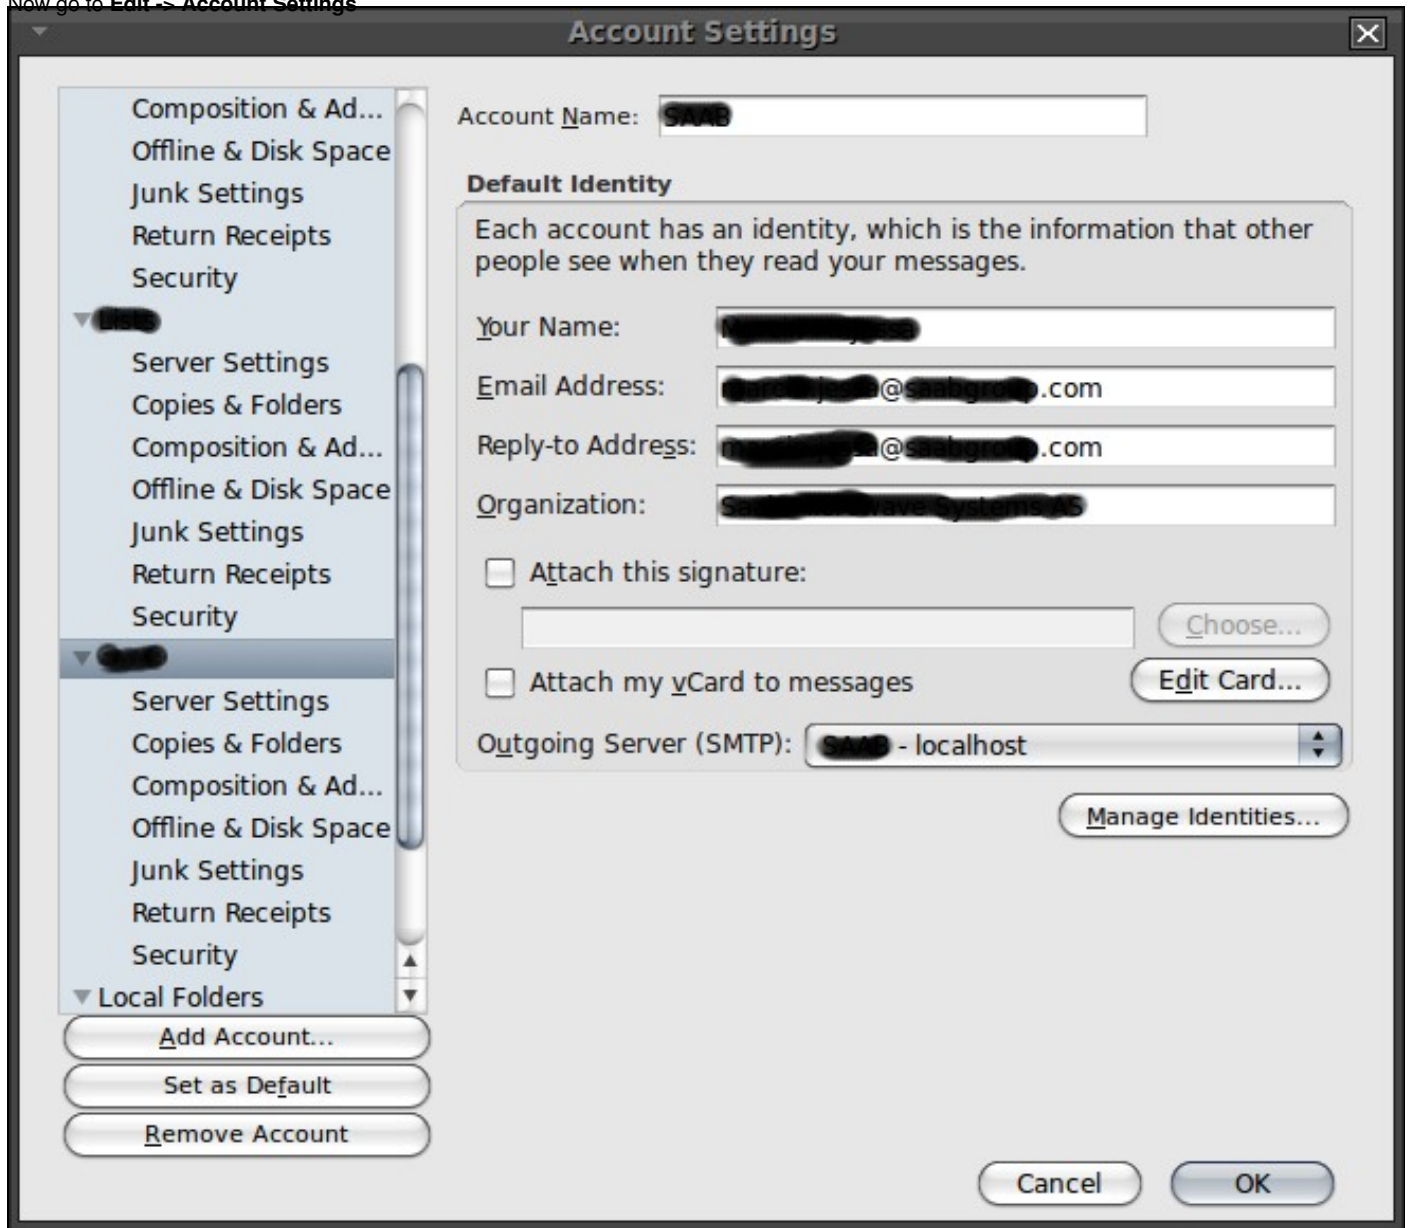 Now go to Edit -> Account Settings
Account Settings
Composition & Ad...
Offline & Disk Space
Junk Settings
Return Receipts
Security
Server Settings
Copies & Folders
Composition & Ad...
Offline & Disk Space
Junk Settings
Return Receipts
Security
Server Settings
Copies & Folders
Composition & Ad...
Offline & Disk Space
Junk Settings
Return Receipts
Security
Local Folders
Add Account...
Set as Default
Remove Account
Account Name:
Default Identity
Each account has an identity, which is the information that other
people see when they read your messages.
Your Name:
Email Address: @ .com
Reply-to Address: @ .com
Organization:
Attach this signature:
Choose...
Attach my vCard to messages
Edit Card...
Outgoing Server (SMTP): - localhost
Manage Identities...
Cancel
OK